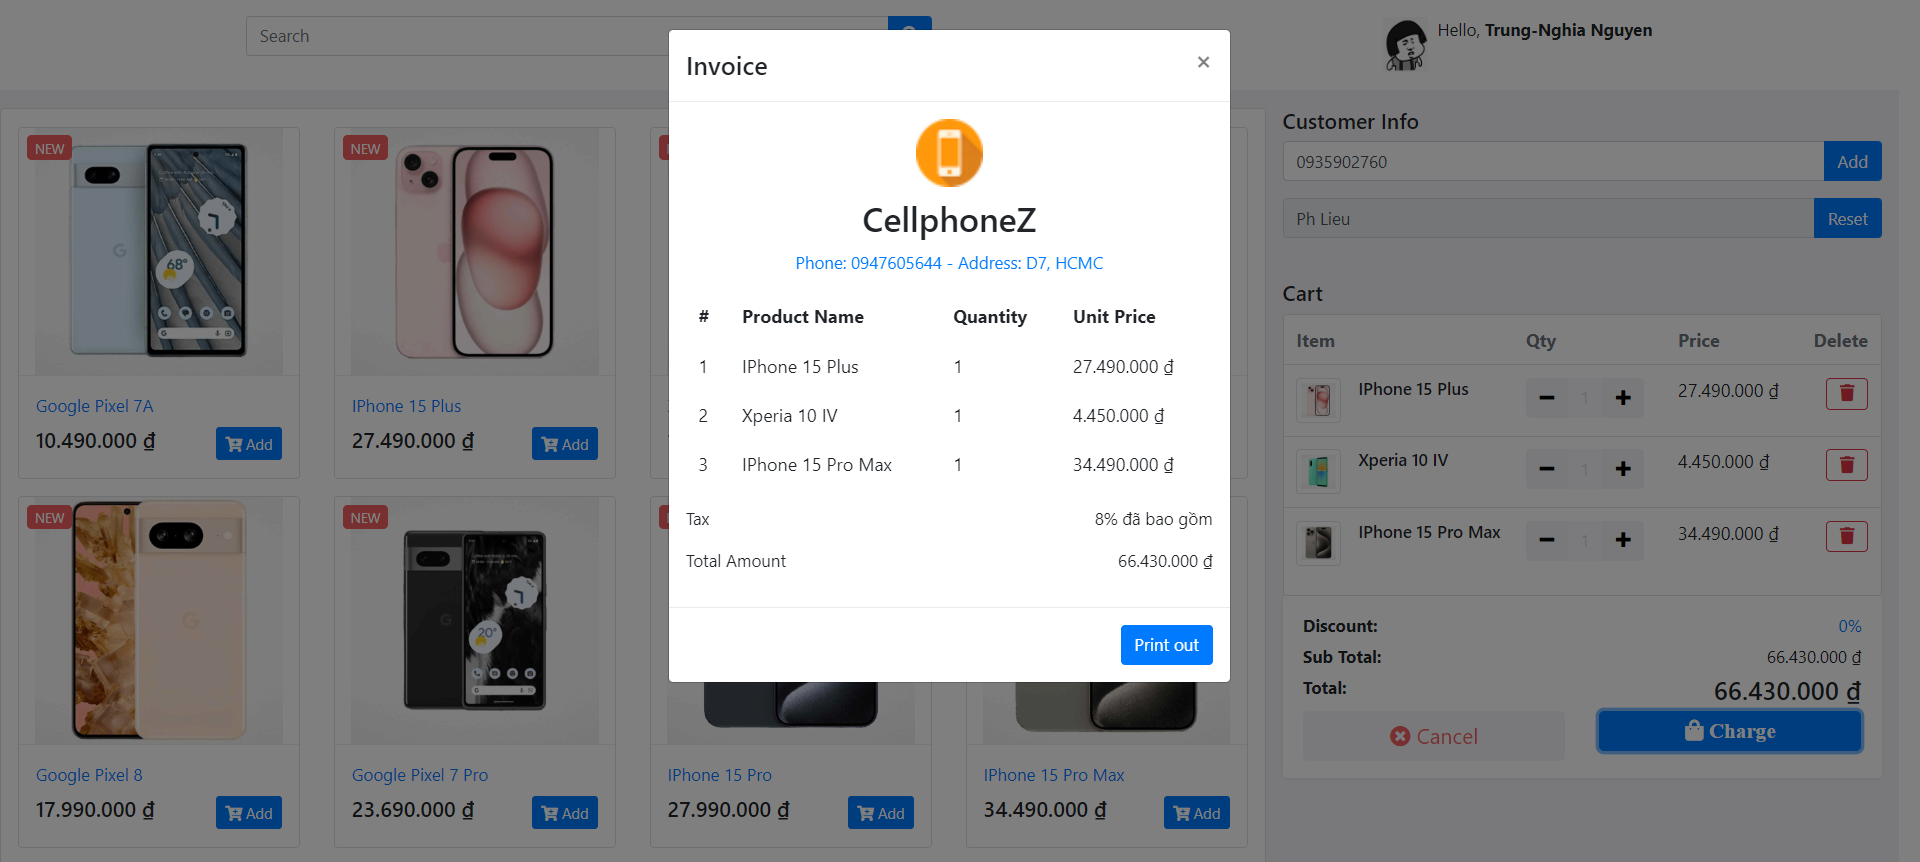 Search
Hello, Trung-Nghia Nguyen
Invoice
×
CellphoneZ
Phone: 0947605644 - Address: D7, HCMC
# Product Name Quantity Unit Price
1 IPhone 15 Plus 1 27.490.000 ₫
2 Xperia 10 IV 1 4.450.000 ₫
3 IPhone 15 Pro Max 1 34.490.000 ₫
Tax 8% đã bao gồm
Total Amount 66.430.000 ₫
Print out
NEW
68°
Google Pixel 7A
10.490.000 ₫ Add
NEW
IPhone 15 Plus
27.490.000 ₫ Add
NEW
Google Pixel 8
17.990.000 ₫ Add
NEW
20°
Google Pixel 7 Pro
23.690.000 ₫ Add
IPhone 15 Pro
27.990.000 ₫ Add
IPhone 15 Pro Max
34.490.000 ₫ Add
Customer Info
0935902760 Add
Ph Lieu Reset
Cart
Item Qty Price Delete
IPhone 15 Plus 1 27.490.000 ₫
Xperia 10 IV 1 4.450.000 ₫
IPhone 15 Pro Max 1 34.490.000 ₫
Discount: 0%
Sub Total: 66.430.000 ₫
Total: 66.430.000 ₫
Cancel Charge